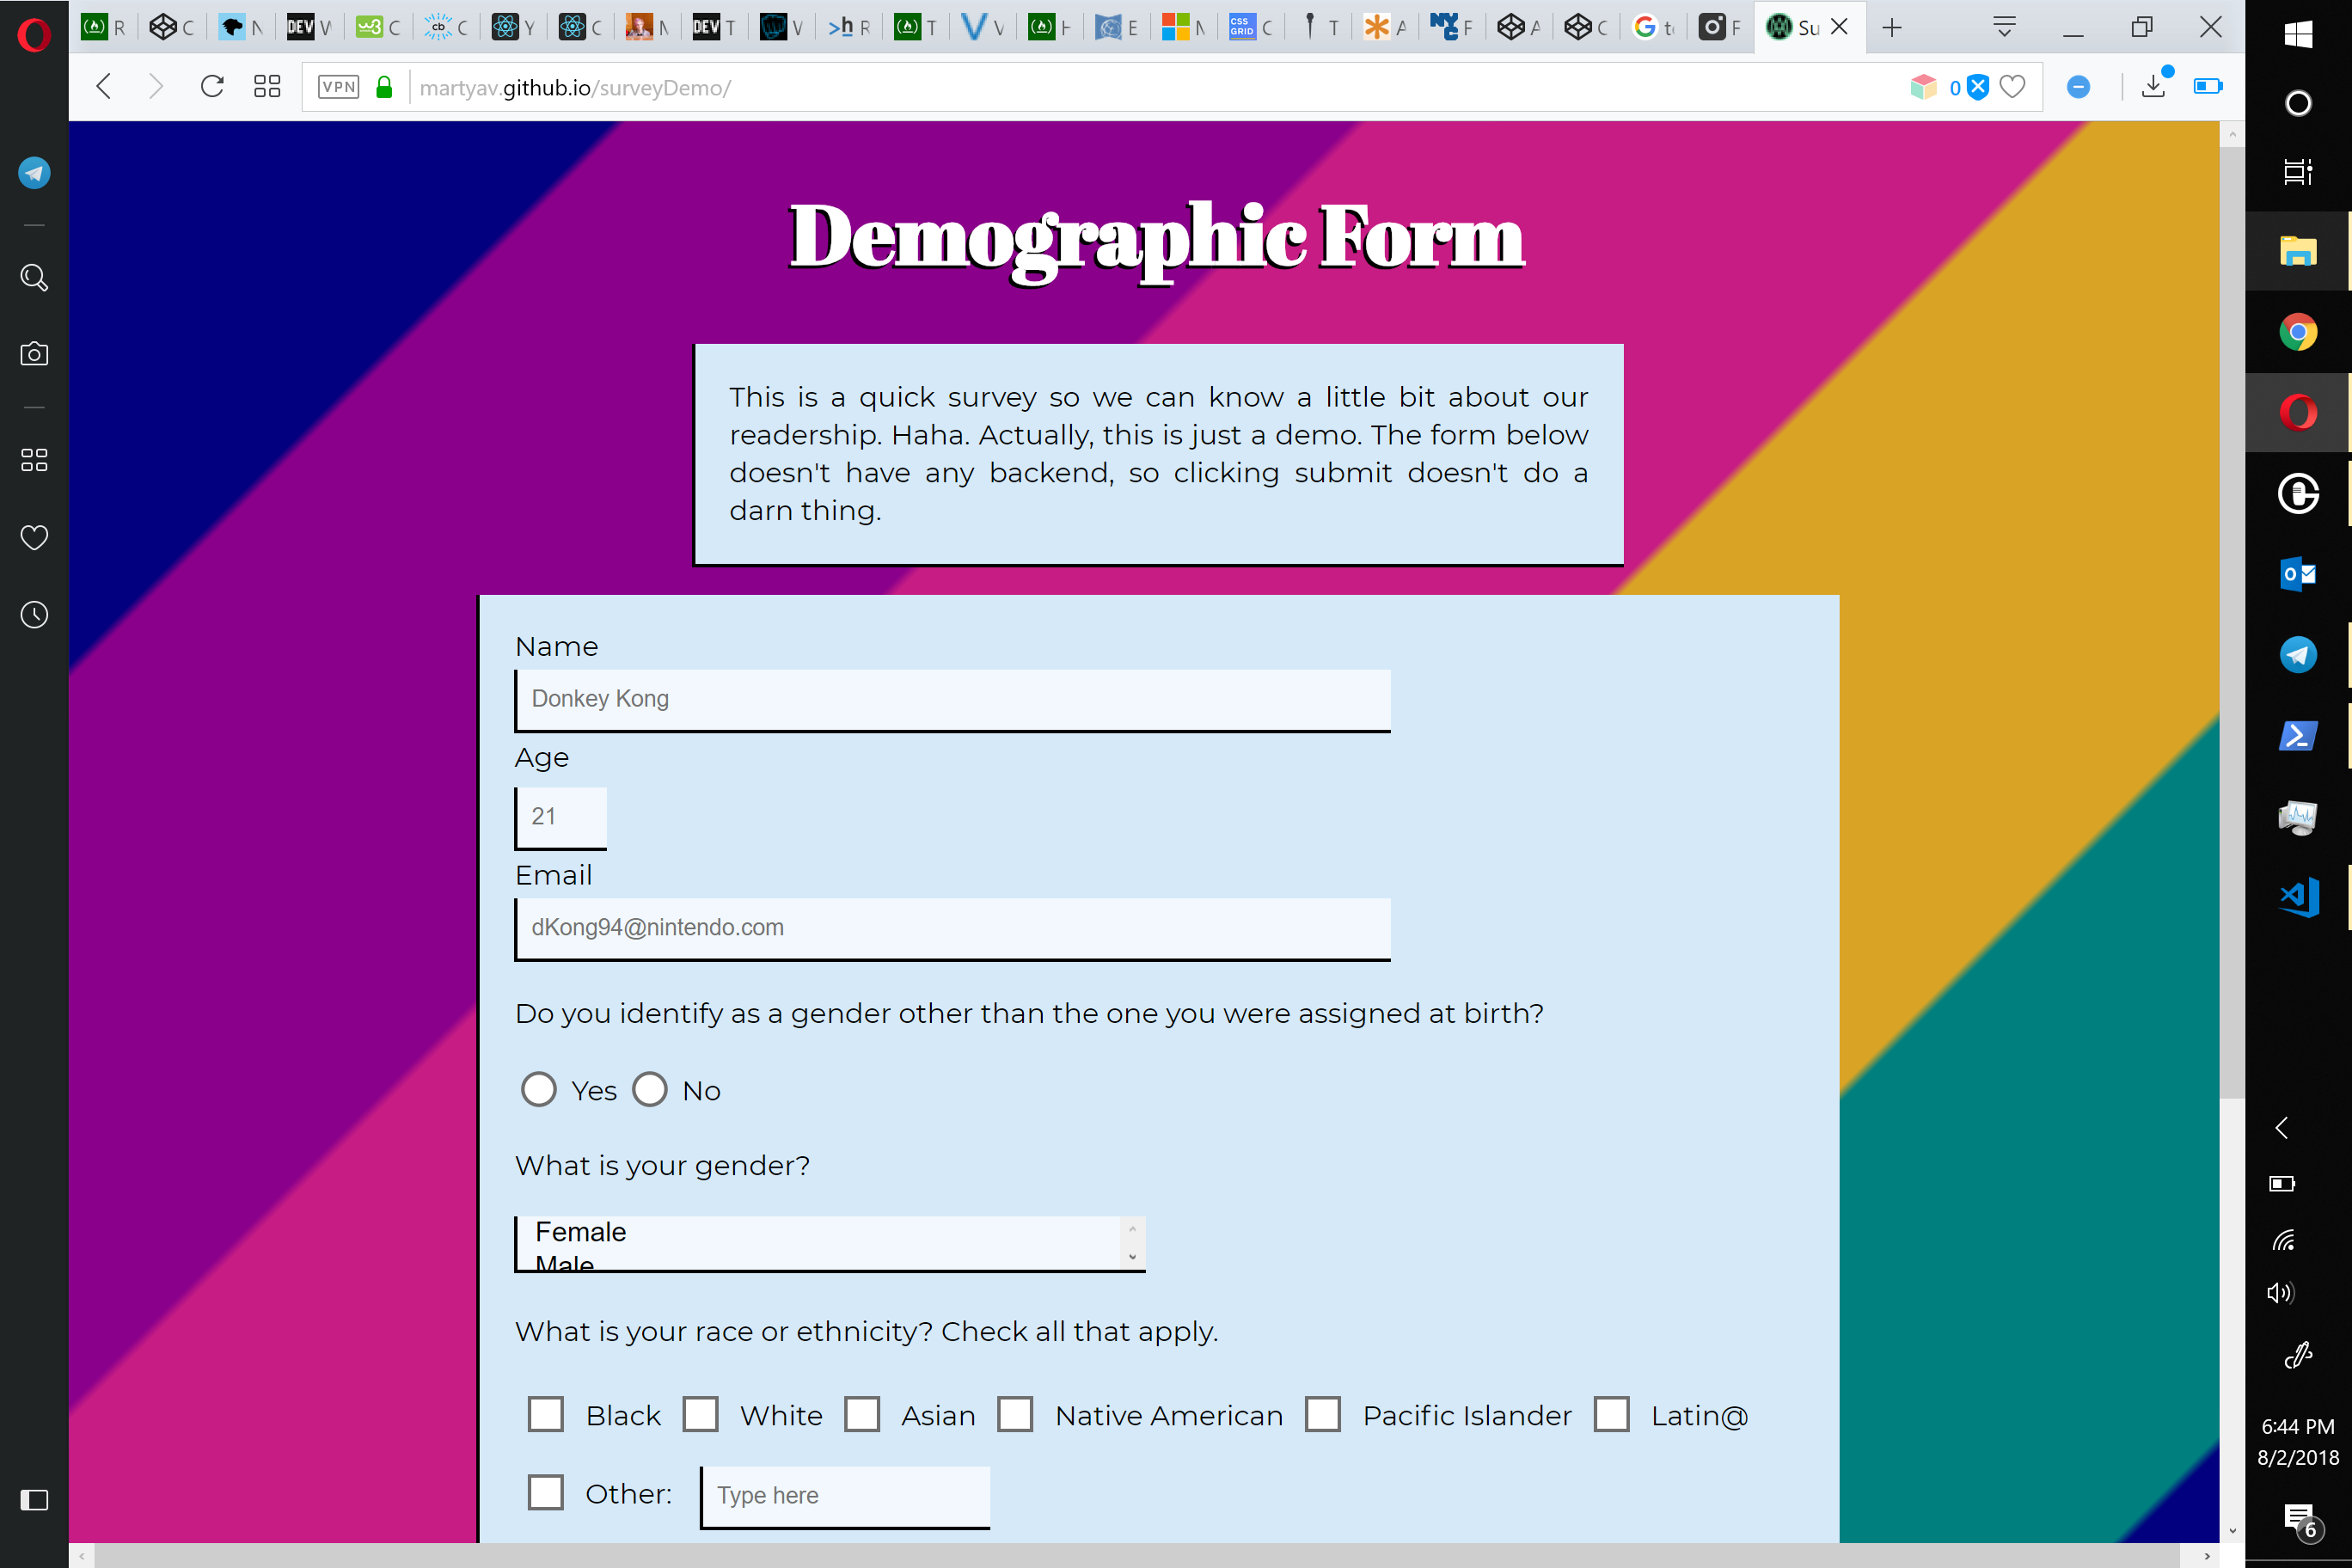 R C N DEV V w3 C cb C Y C N DEV T V >h R T V V H E N CSS GRID C T A NYC F A C t F Su
VPN martyav.github.io/surveyDemo/ 0
Demographic Form
This is a quick survey so we can know a little bit about our
readership. Haha. Actually, this is just a demo. The form below
doesn't have any backend, so clicking submit doesn't do a
darn thing.
Name
Donkey Kong
Age
21
Email
dKong94@nintendo.com
Do you identify as a gender other than the one you were assigned at birth?
Yes No
What is your gender?
Female
Male
What is your race or ethnicity? Check all that apply.
Black White Asian Native American Pacific Islander Latin@
Other: Type here
6:44 PM
8/2/2018
6